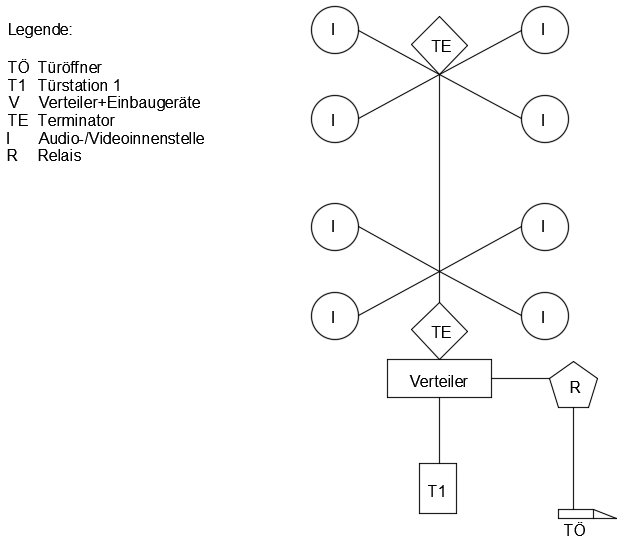 Legende:
TÖ Türöffner
T1 Türstation 1
V Verteiler+Einbaugeräte
TE Terminator
I Audio-/Videoinnenstelle
R Relais
I
TE
I
I
I
I
I
I
I
TE
Verteiler
R
T1
TÖ